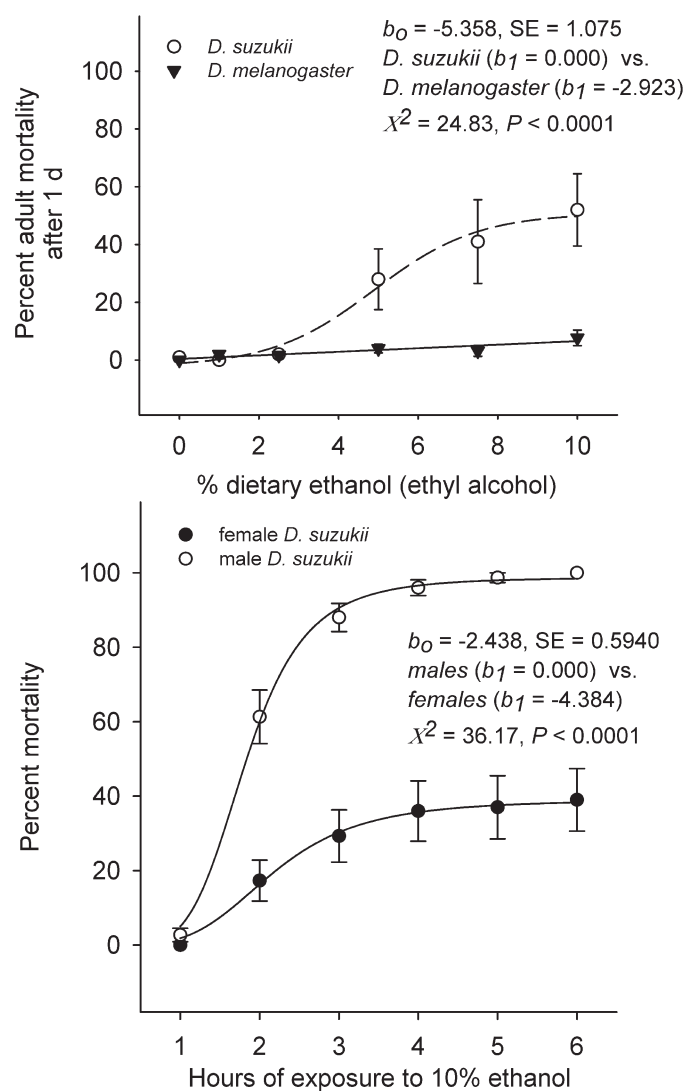 D. suzukii
D. melanogaster
b0 = -5.358, SE = 1.075
D. suzukii (b1 = 0.000) vs.
D. melanogaster (b1 = -2.923)
X2 = 24.83, P < 0.0001
Percent adult mortality
after 1 d
100
80
60
40
20
0
0 2 4 6 8 10
% dietary ethanol (ethyl alcohol)
female D. suzukii
male D. suzukii
b0 = -2.438, SE = 0.5940
males (b1 = 0.000) vs.
females (b1 = -4.384)
X2 = 36.17, P < 0.0001
Percent mortality
100
80
60
40
20
0
1 2 3 4 5 6
Hours of exposure to 10% ethanol